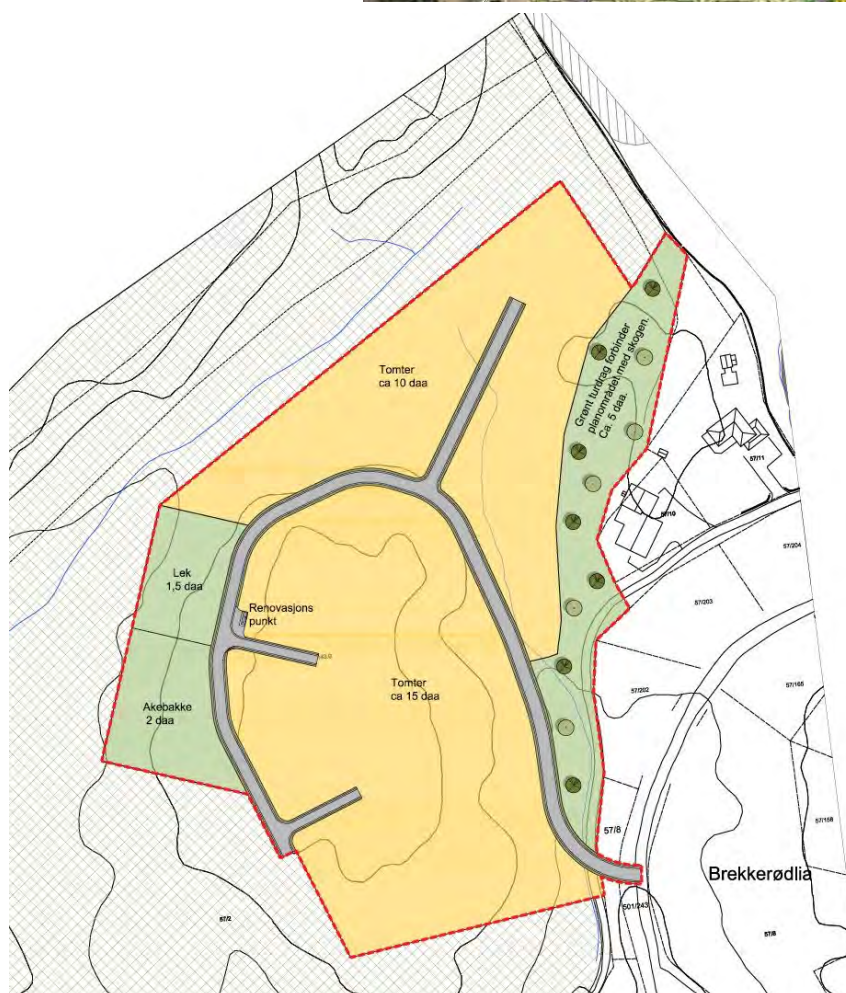 Tomter
ca 10 daa
Grønt turdrag forbinder
planområdet med skogen.
Ca. 5 daa.
57/11
57/10
57/204
Lek
1,5 daa
Renovasjons
punkt
57/203
Akebakke
2 daa
Tomter
ca 15 daa
57/202
57/165
57/8
57/158
Brekkerødlia
501/243
57/2
57/8